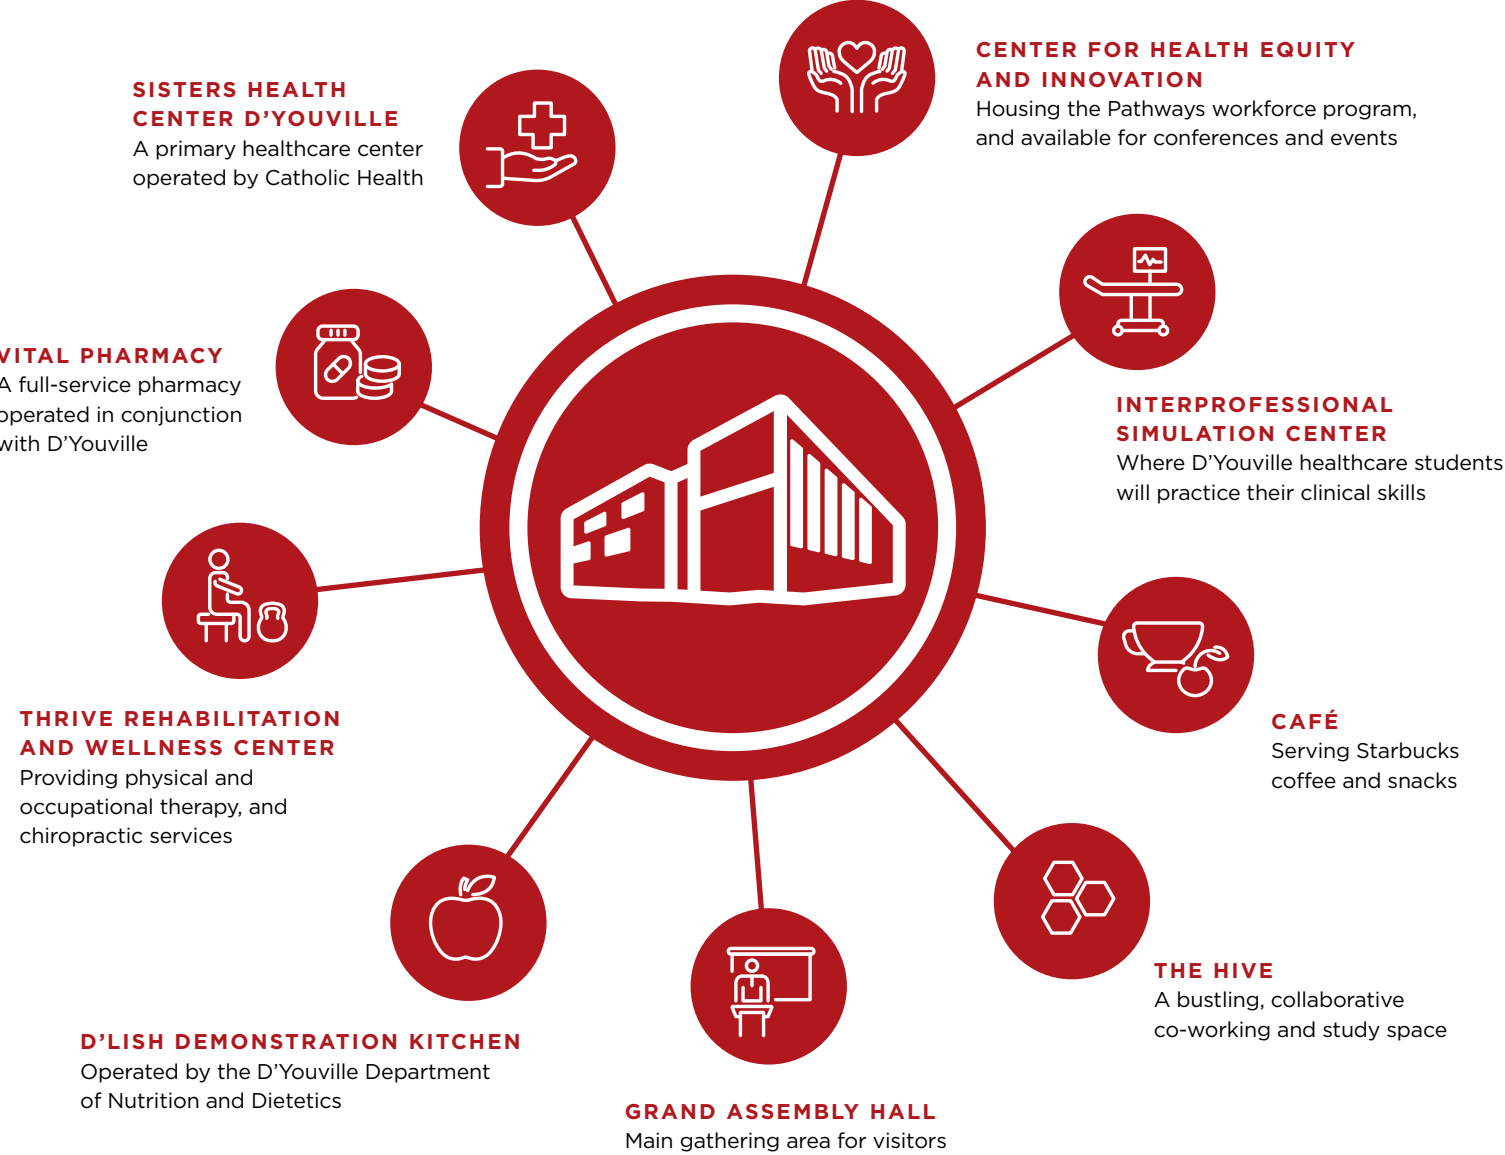 CENTER FOR HEALTH EQUITY
AND INNOVATION
Housing the Pathways workforce program,
and available for conferences and events
SISTERS HEALTH
CENTER D’YOUVILLE
A primary healthcare center
operated by Catholic Health
VITAL PHARMACY
A full-service pharmacy
operated in conjunction
with D’Youville
INTERPROFESSIONAL
SIMULATION CENTER
Where D’Youville healthcare students
will practice their clinical skills
THRIVE REHABILITATION
AND WELLNESS CENTER
Providing physical and
occupational therapy, and
chiropractic services
CAFÉ
Serving Starbucks
coffee and snacks
THE HIVE
A bustling, collaborative
co-working and study space
D’LISH DEMONSTRATION KITCHEN
Operated by the D’Youville Department
of Nutrition and Dietetics
GRAND ASSEMBLY HALL
Main gathering area for visitors